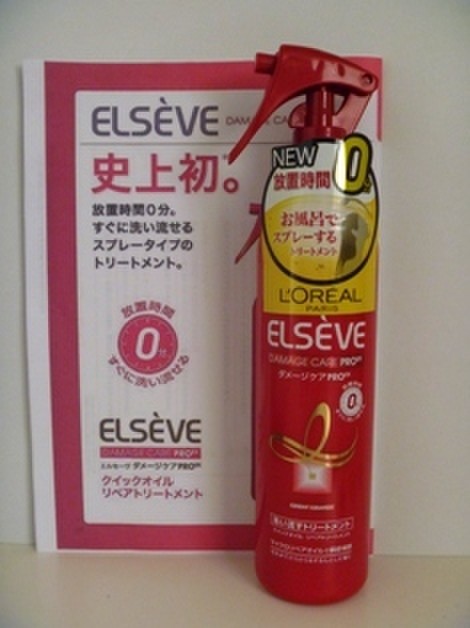 ELSÈVE
DAMAGE CA
史上初。
放置時間0分。
すぐに洗い流せる
スプレータイプの
トリートメント。
放置時間
0分
すぐに洗い流せる
ELSÈVE
DAMAGE CARE PRO
エルセーヴ ダメージケアPRO
クイックオイル
リペアトリートメント
NEW
放置時間 0分
お風呂で
スプレーする
トリートメント
L'ORÉAL
PARIS
ELSÈVE
DAMAGE CARE PRO
ダメージケアPRO
0
洗い流すトリートメント